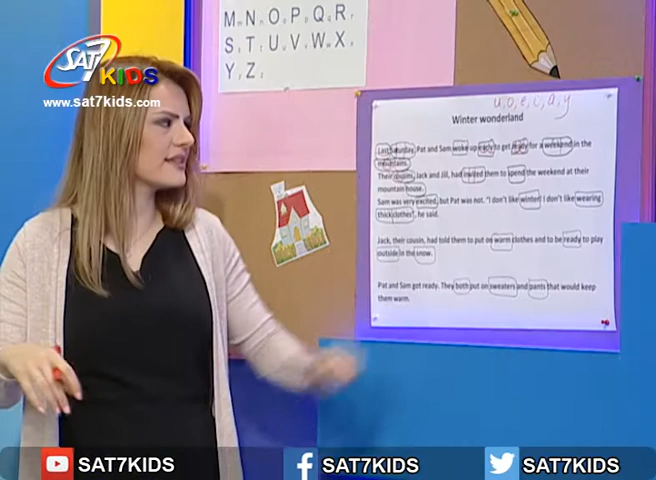 M m N n O o P p Q q R r
S s T t U u V v W w X x
Y y Z z
SAT7
KIDS
www.sat7kids.com
u, o, e, i, a, y
Winter wonderland
Last Saturday, Pat and Sam woke up ready to get ready for a weekend in the
mountains.
Their cousins, Jack and Jill, had invited them to spend the weekend at their
mountain house.
Sam was very excited, but Pat was not. "I don't like winter! I don't like wearing
thick clothes", he said.
Jack, their cousin, had told them to put on warm clothes and to be ready to play
outside in the snow.
Pat and Sam got ready. They both put on sweaters and pants that would keep
them warm.
SAT7KIDS
SAT7KIDS
SAT7KIDS